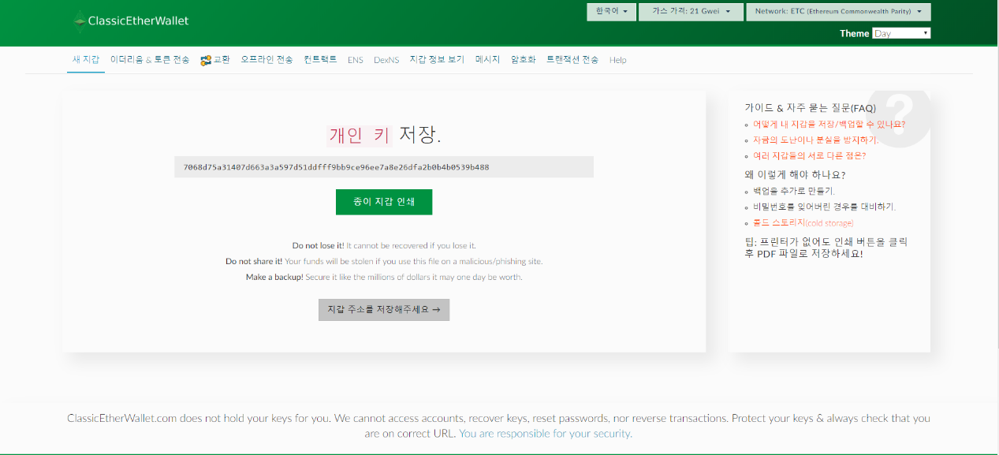 ClassicEtherWallet
한국어
가스 가격: 21 Gwei
Network: ETC (Ethereum Commonwealth Parity)
Theme Day
새 지갑 이더리움 & 토큰 전송 교환 오프라인 전송 컨트랙트 ENS DexNS 지갑 정보 보기 메시지 암호화 트랜잭션 전송 Help
개인 키 저장.
7068d75a31407d663a3a597d51ddfff9bb9ce96ee7a8e26dfa2b0b4b0539b488
종이 지갑 인쇄
Do not lose it! It cannot be recovered if you lose it.
Do not share it! Your funds will be stolen if you use this file on a malicious/phishing site.
Make a backup! Secure it like the millions of dollars it may one day be worth.
지갑 주소를 저장해주세요 →
가이드 & 자주 묻는 질문(FAQ)
?
어떻게 내 지갑을 저장/백업할 수 있나요?
자금의 도난이나 분실을 방지하기.
여러 지갑들의 서로 다른 점은?
왜 이렇게 해야 하나요?
백업을 추가로 만들기.
비밀번호를 잊어버린 경우를 대비하기.
콜드 스토리지(cold storage)
팁: 프린터가 없어도 인쇄 버튼을 클릭
후 PDF 파일로 저장하세요!
ClassicEtherWallet.com does not hold your keys for you. We cannot access accounts, recover keys, reset passwords, nor reverse transactions. Protect your keys & always check that you
are on correct URL. You are responsible for your security.